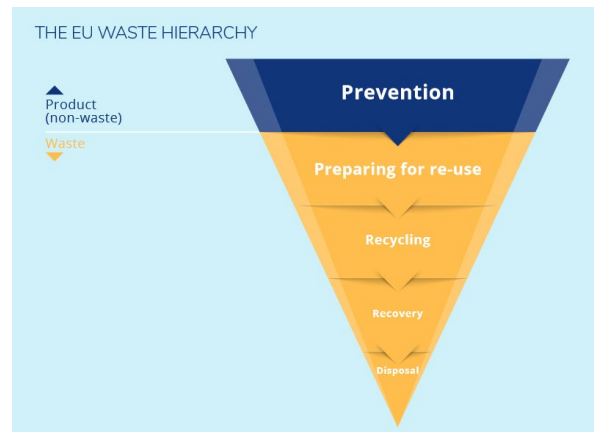 THE EU WASTE HIERARCHY
Product
(non-waste)
Waste
Prevention
Preparing for re-use
Recycling
Recovery
Disposal